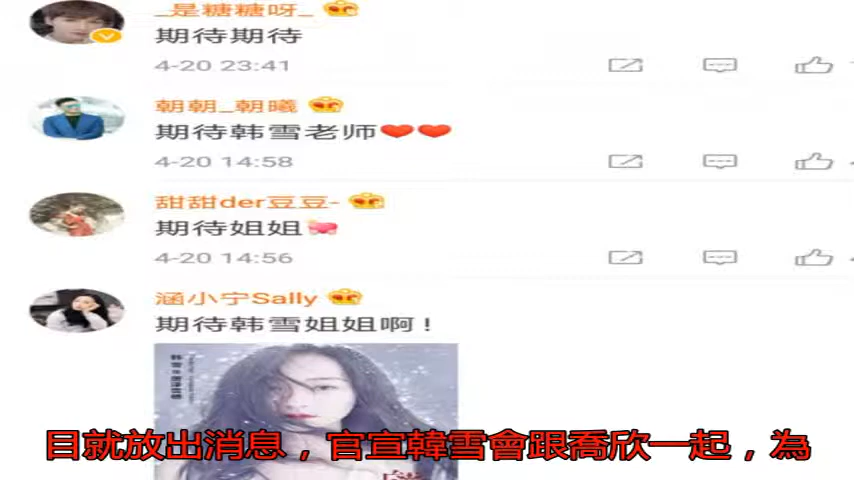 _是糖糖呀_
期待期待
4-20 23:41
朝朝_朝曦
期待韩雪老师❤❤
4-20 14:58
甜甜der豆豆-
期待姐姐💝
4-20 14:56
涵小宁Sally
期待韩雪姐姐啊!
目就放出消息，官宣韓雪會跟喬欣一起，為